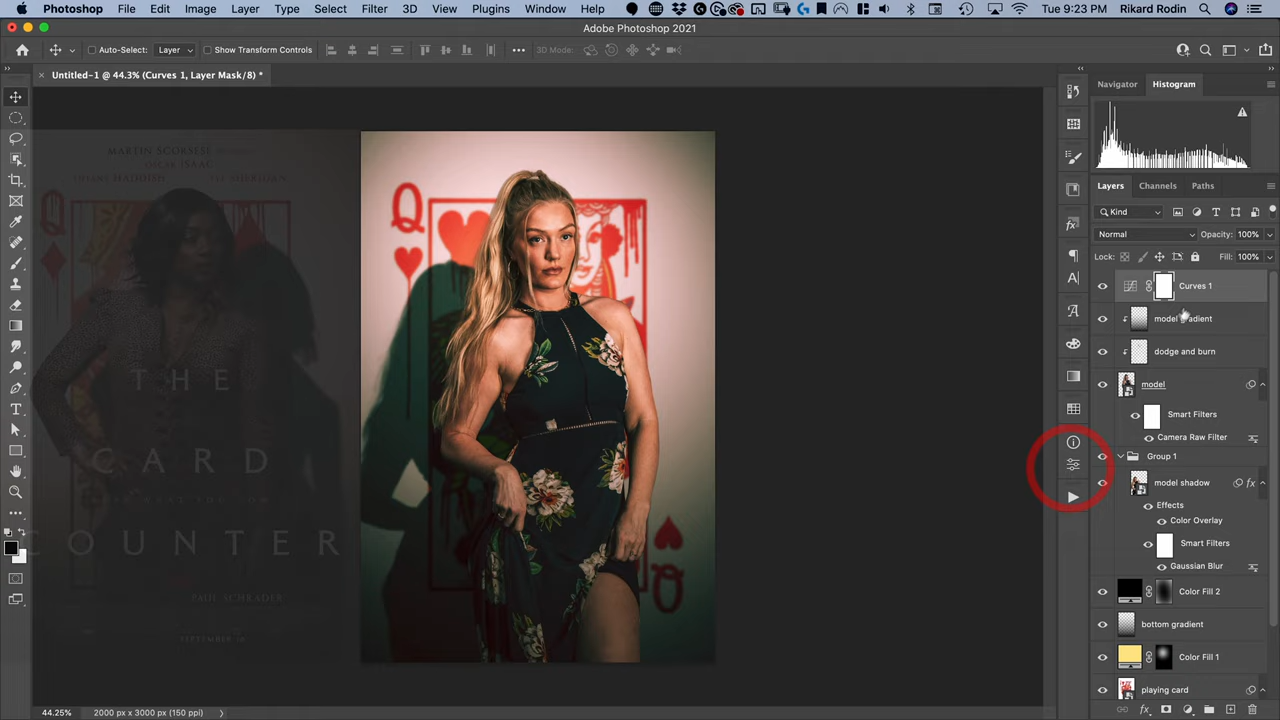 Photoshop File Edit Image Layer Type Select Filter 3D View Plugins Window Help Tue 9:23 PM Rikard Rodin
Adobe Photoshop 2021
Auto-Select: Layer Show Transform Controls 3D Mode:
Untitled-1 @ 44.3% (Curves 1, Layer Mask/8) *
Navigator Histogram
Layers Channels Paths
Kind
Normal Opacity: 100%
Lock: Fill: 100%
Curves 1
model gradient
dodge and burn
model
Smart Filters
Camera Raw Filter
Group 1
model shadow
Effects
Color Overlay
Smart Filters
Gaussian Blur
Color Fill 2
bottom gradient
Color Fill 1
playing card
MARTIN SCORSESE
OSCAR ISAAC
TIFFANY HADDISH TYE SHERIDAN
Q
Q
THE
CARD
COUNTER
PAUL SCHRADER
SEPTEMBER 10
Q
44.25% 2000 px x 3000 px (150 ppi)